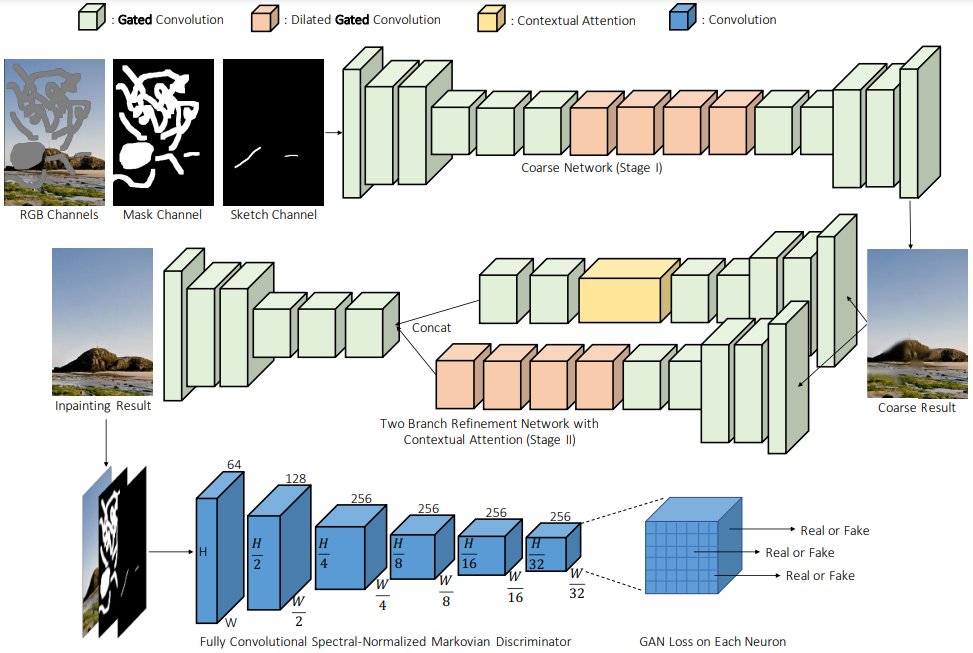 : Gated Convolution
: Dilated Gated Convolution
: Contextual Attention
: Convolution
RGB Channels
Mask Channel
Sketch Channel
Coarse Network (Stage I)
Concat
Inpainting Result
Coarse Result
Two Branch Refinement Network with
Contextual Attention (Stage II)
64
128
256
256
256
256
H
H
2
H
4
H
8
H
16
H
32
W
W
2
W
4
W
8
W
16
W
32
Real or Fake
Real or Fake
Real or Fake
Fully Convolutional Spectral-Normalized Markovian Discriminator
GAN Loss on Each Neuron